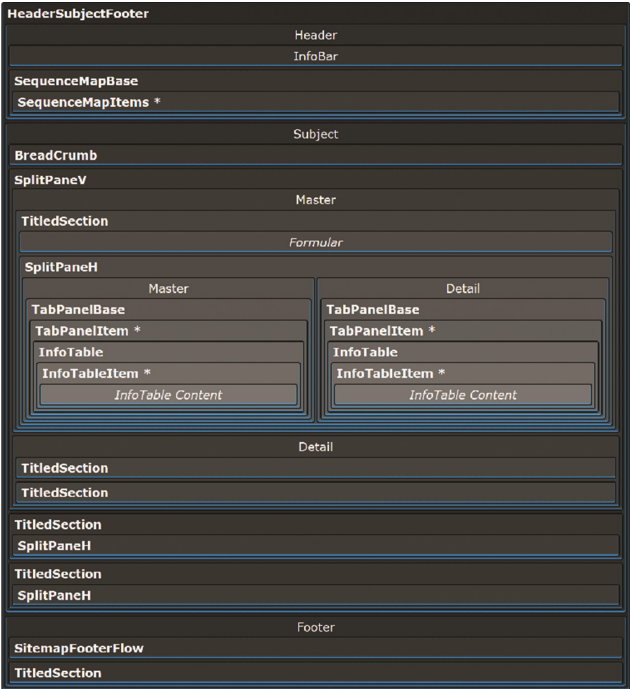 HeaderSubjectFooter
Header
InfoBar
SequenceMapBase
SequenceMapItems *
Subject
BreadCrumb
SplitPaneV
Master
TitledSection
Formular
SplitPaneH
Master Detail
TabPanelBase TabPanelBase
TabPanelItem * TabPanelItem *
InfoTable InfoTable
InfoTableItem * InfoTableItem *
InfoTable Content InfoTable Content
Detail
TitledSection
TitledSection
TitledSection
SplitPaneH
TitledSection
SplitPaneH
Footer
SitemapFooterFlow
TitledSection